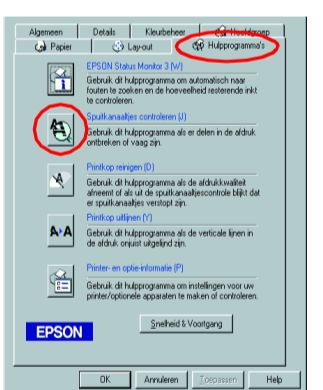 Algemeen Details Kleurbeheer Hoofdgroep
Papier Lay-out Hulpprogramma's
EPSON Status Monitor 3 (W)
Gebruik dit hulpprogramma om automatisch naar
fouten te zoeken en de hoeveelheid resterende inkt
te controleren.
Spuitkanaaltjes controleren (J)
Gebruik dit hulpprogramma als er delen in de afdruk
ontbreken of vaag zijn.
Printkop reinigen (D)
Gebruik dit hulpprogramma als de afdrukkwaliteit
afneemt of als uit de spuitkanaaltjescontrole blijkt dat
er spuitkanaaltjes verstopt zijn.
Printkop uitlijnen (Y)
Gebruik dit hulpprogramma als de verticale lijnen in
de afdruk onjuist uitgelijnd zijn.
Printer- en optie-informatie (P)
Gebruik dit hulpprogramma om instellingen voor uw
printer/optionele apparaten te maken of controleren.
EPSON
Snelheid & Voortgang
OK Annuleren Toepassen Help